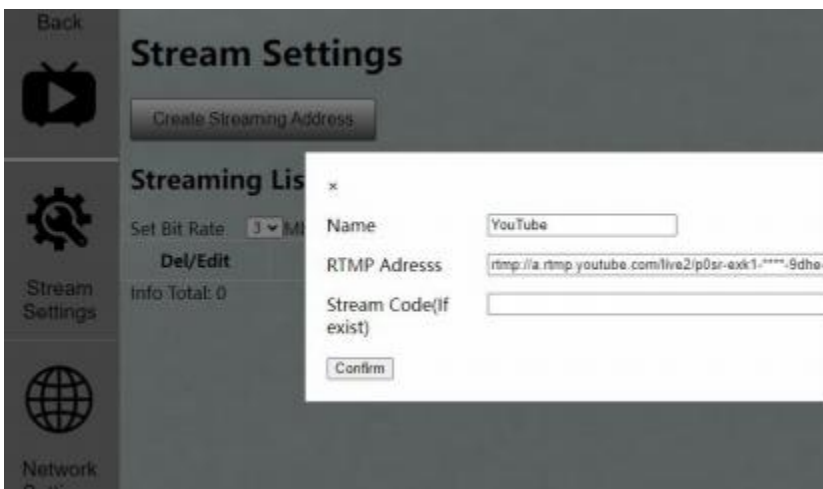 Back
Stream Settings
Create Streaming Address
Streaming Lis
Set Bit Rate 3 M
Del/Edit
Info Total: 0
Stream
Settings
Network
×
Name YouTube
RTMP Adresss rtmp://a.rtmp.youtube.com/live2/p0sr-exk1-****-9dhe-
Stream Code(If
exist)
Confirm